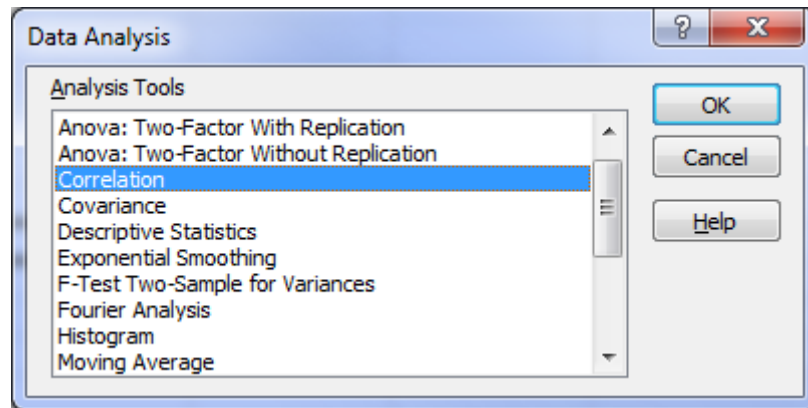 Data Analysis
?
Analysis Tools
Anova: Two-Factor With Replication
Anova: Two-Factor Without Replication
Correlation
Covariance
Descriptive Statistics
Exponential Smoothing
F-Test Two-Sample for Variances
Fourier Analysis
Histogram
Moving Average
OK
Cancel
Help